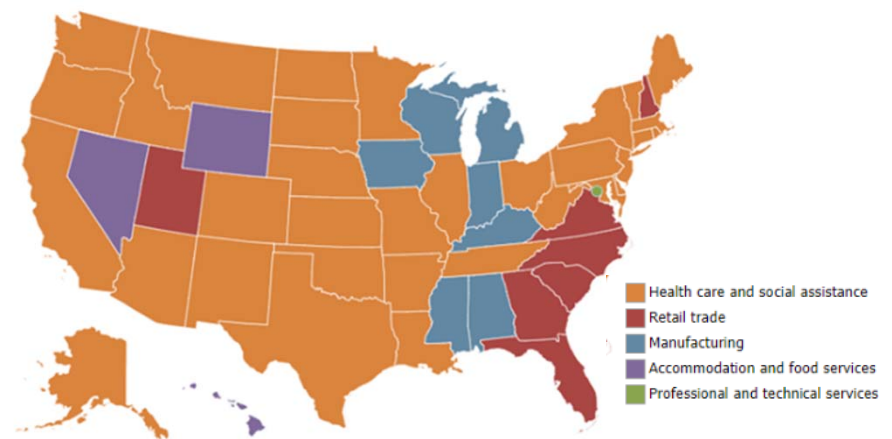 Health care and social assistance
Retail trade
Manufacturing
Accommodation and food services
Professional and technical services